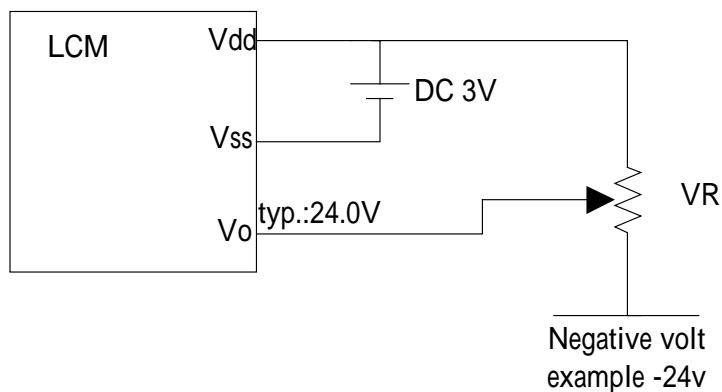 LCM
Vdd
DC 3V
Vss
VR
typ.:24.0V
Vo
Negative volt
example -24v